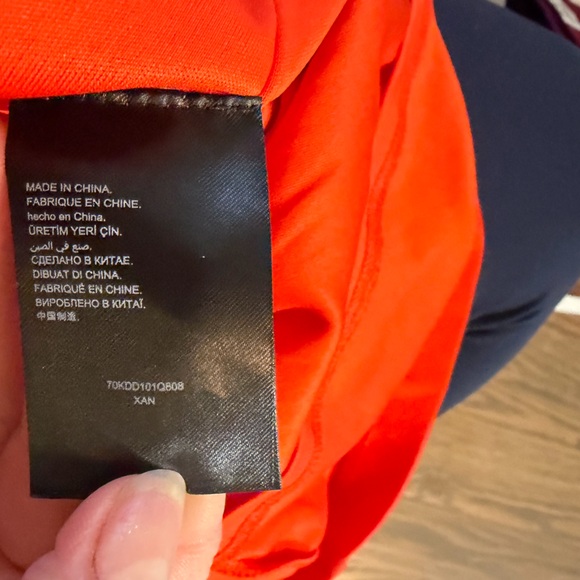 MADE IN CHINA.
FABRIQUE EN CHINE.
hecho en China.
ÜRETİM YERİ ÇİN.
صنع في الصين.
СДЕЛАНО В КИТАЕ.
DIBUAT DI CHINA.
FABRIQUÉ EN CHINE.
ВИРОБЛЕНО В КИТАЇ.
中国制造.
70KDD101Q808
XAN